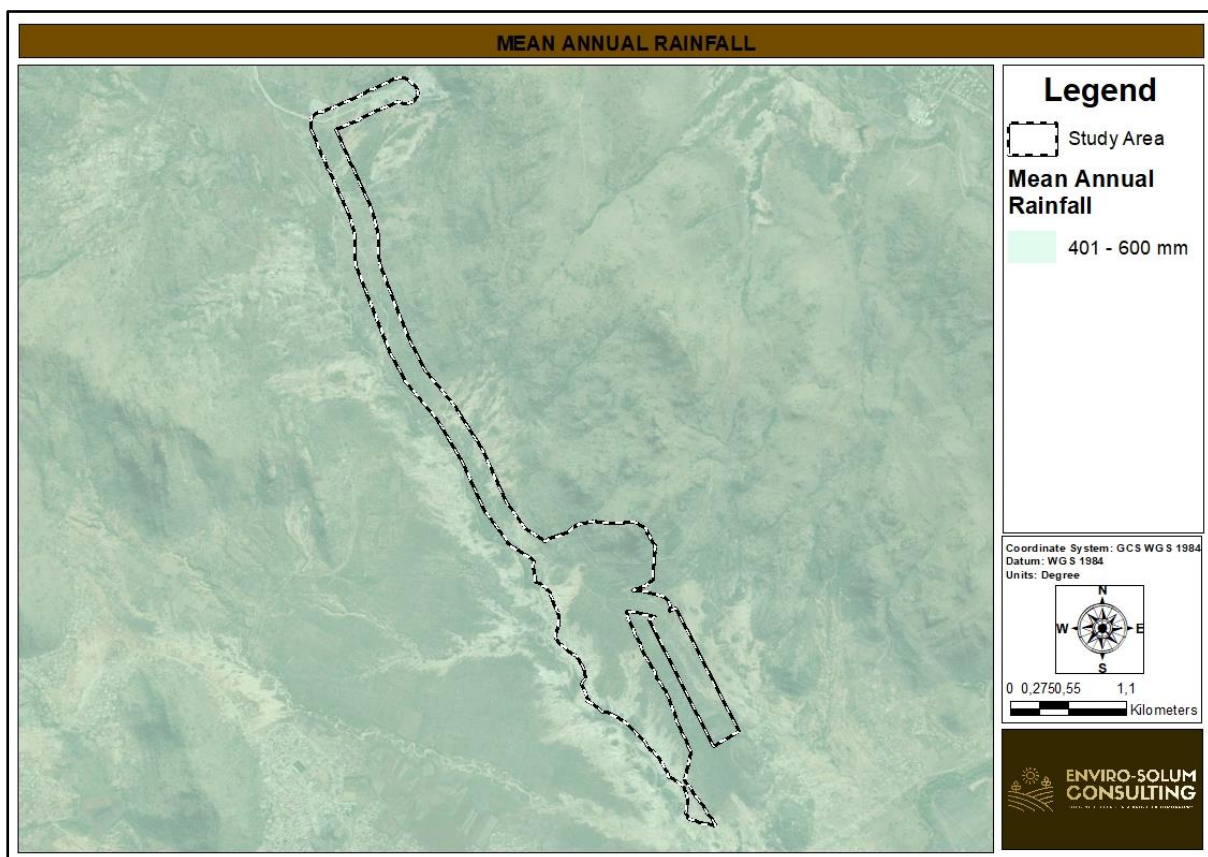 MEAN ANNUAL RAINFALL
Legend
Study Area
Mean Annual
Rainfall
401 - 600 mm
Coordinate System: GCS WGS 1984
Datum: WGS 1984
Units: Degree
N
W E
S
0 0,2750,55 1,1
Kilometers
ENVIRO-SOLUM
CONSULTING